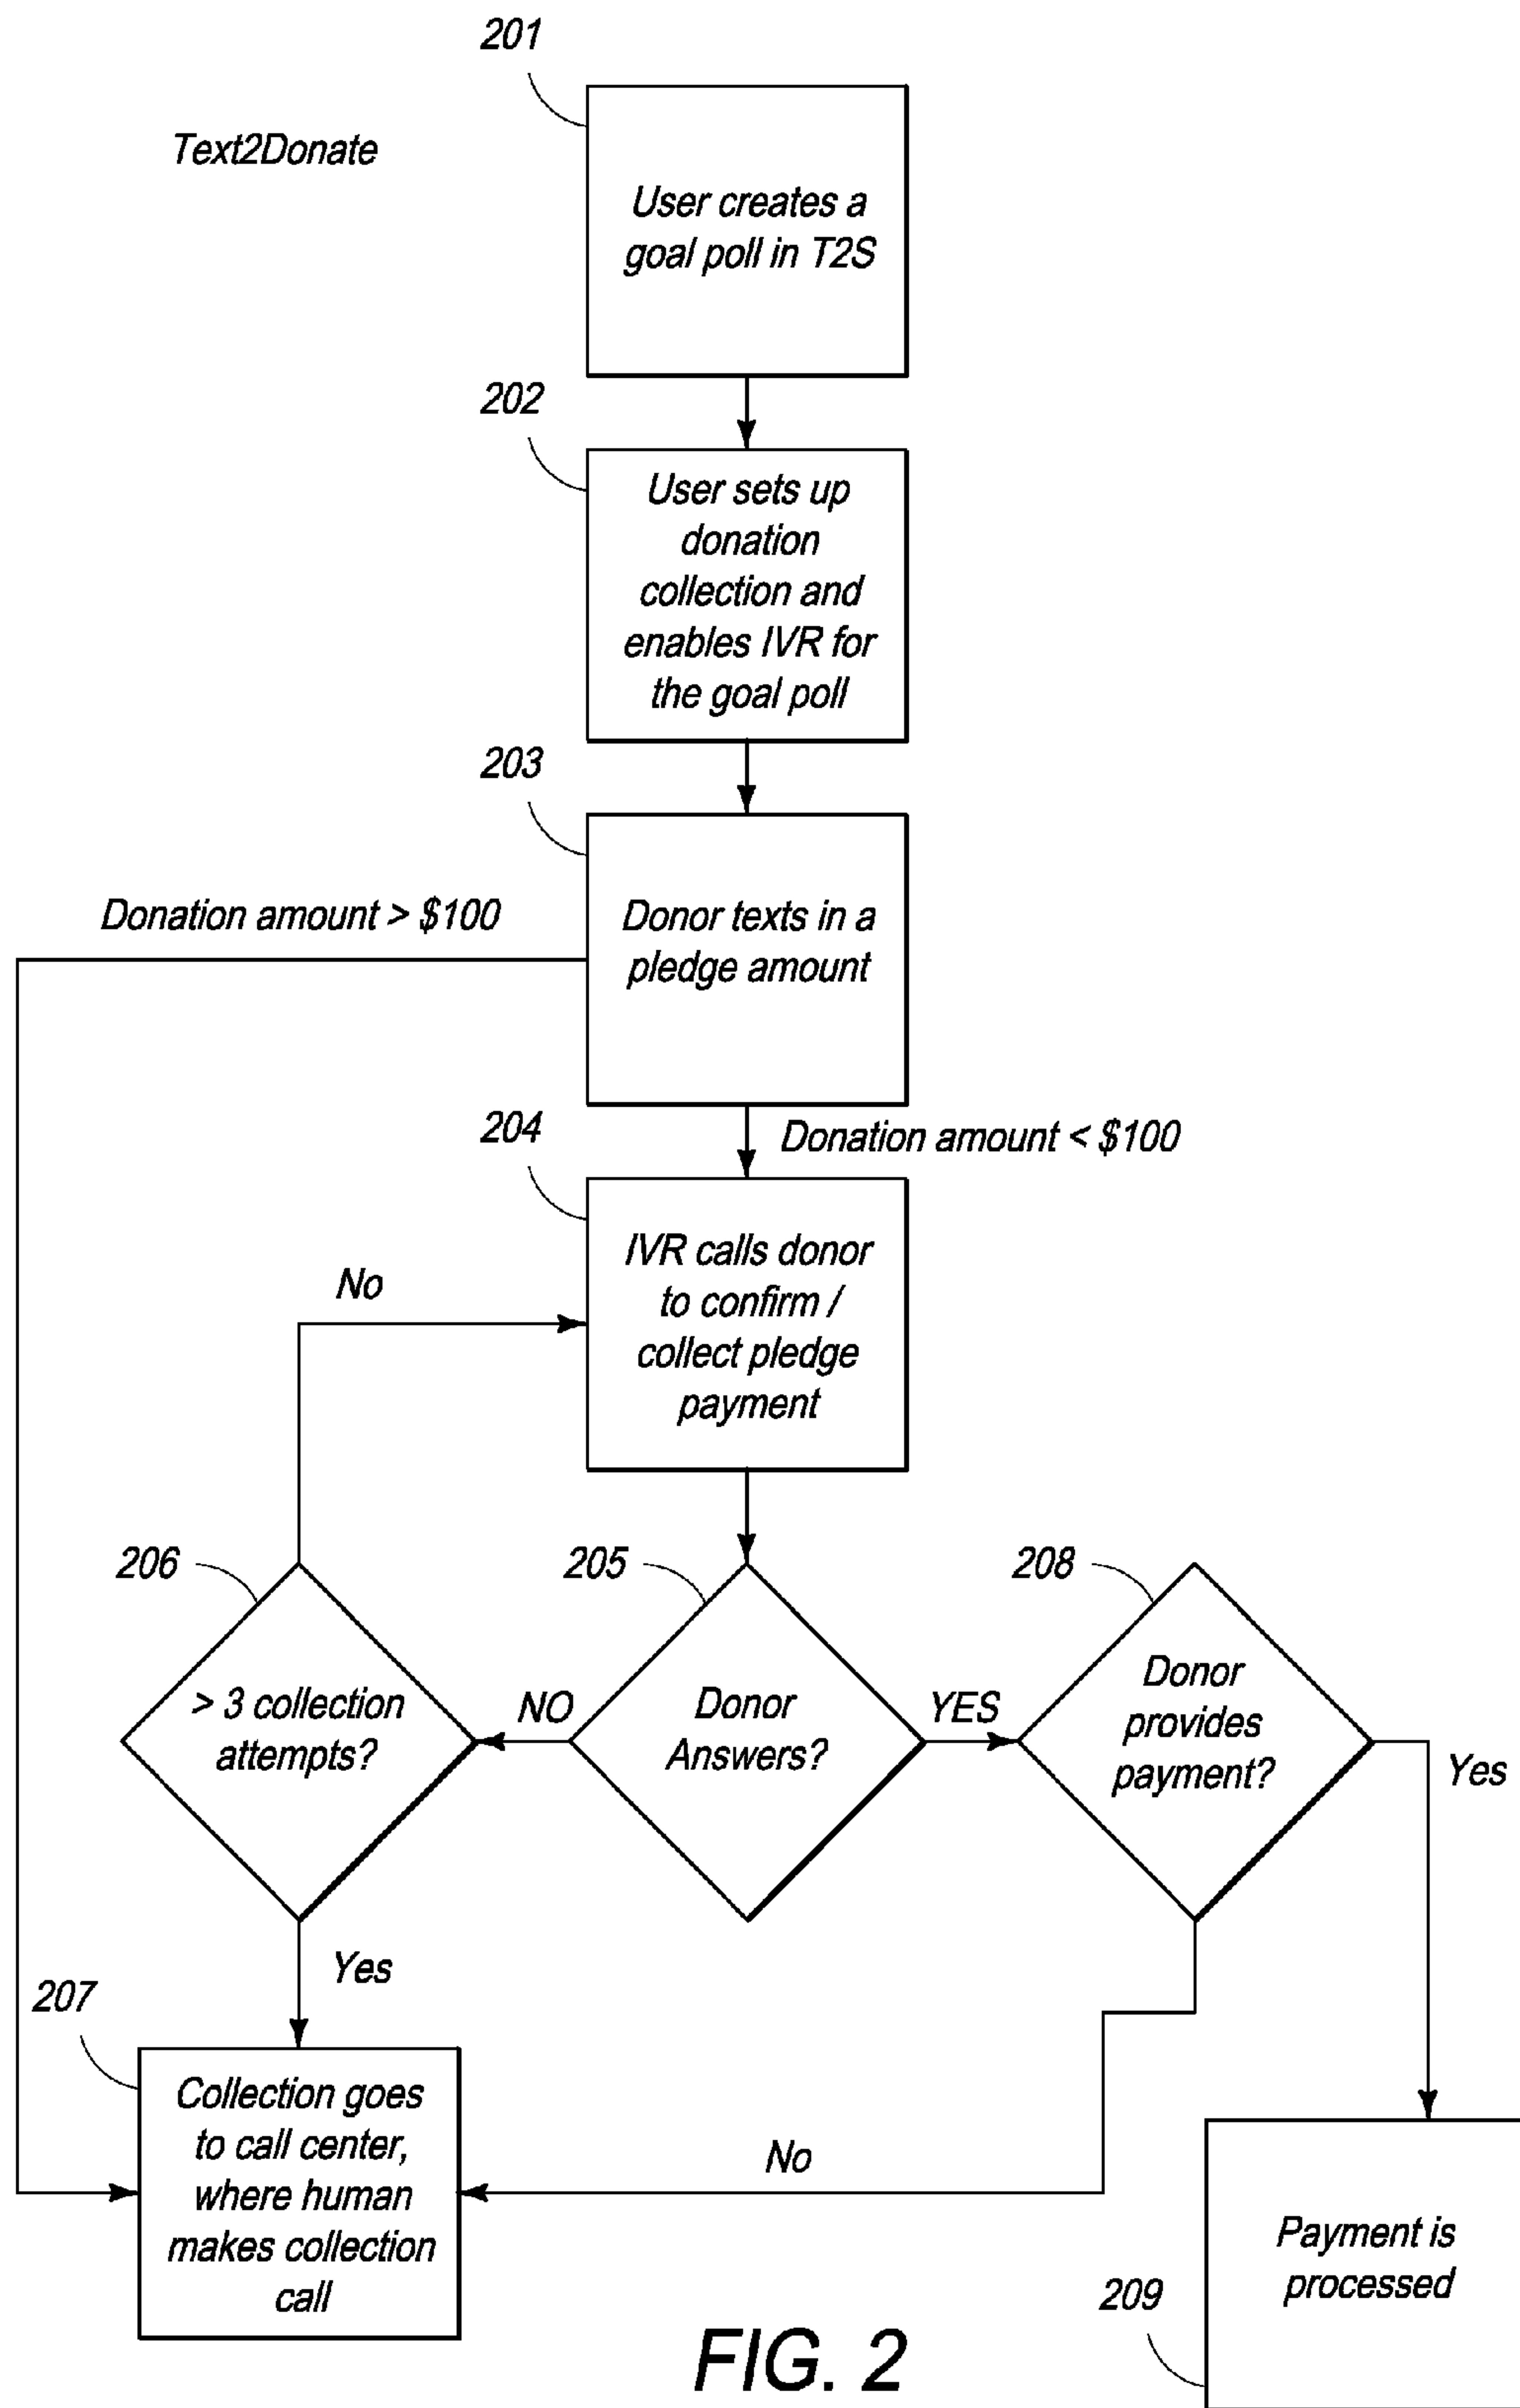 201
Text2Donate
User creates a
goal poll in T2S
202
User sets up
donation
collection and
enables IVR for
the goal poll
203
Donation amount > $100
Donor texts in a
pledge amount
204
Donation amount < $100
IVR calls donor
to confirm /
collect pledge
payment
No
206
205
208
> 3 collection
attempts?
NO
Donor
Answers?
YES
Donor
provides
payment?
Yes
Yes
207
Collection goes
to call center,
where human
makes collection
call
No
Payment is
processed
209
FIG. 2